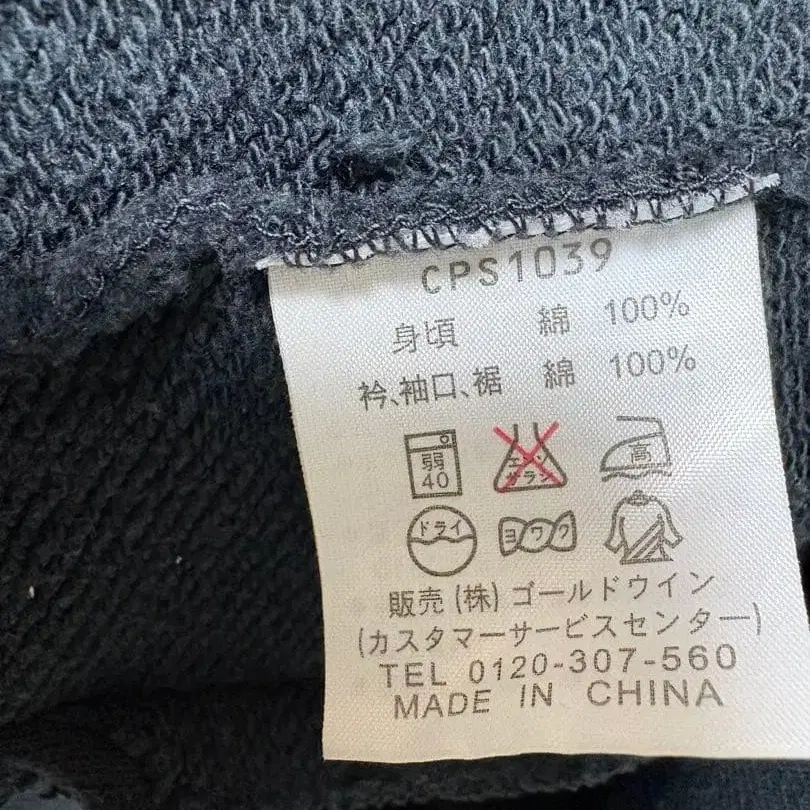 CPS1039
身頃 綿 100%
衿、袖口、裾 綿 100%
弱 40 エンソ サラシ 高
ドライ ヨワク
販売 (株) ゴールドウイン
(カスタマーサービスセンター)
TEL 0120-307-560
MADE IN CHINA